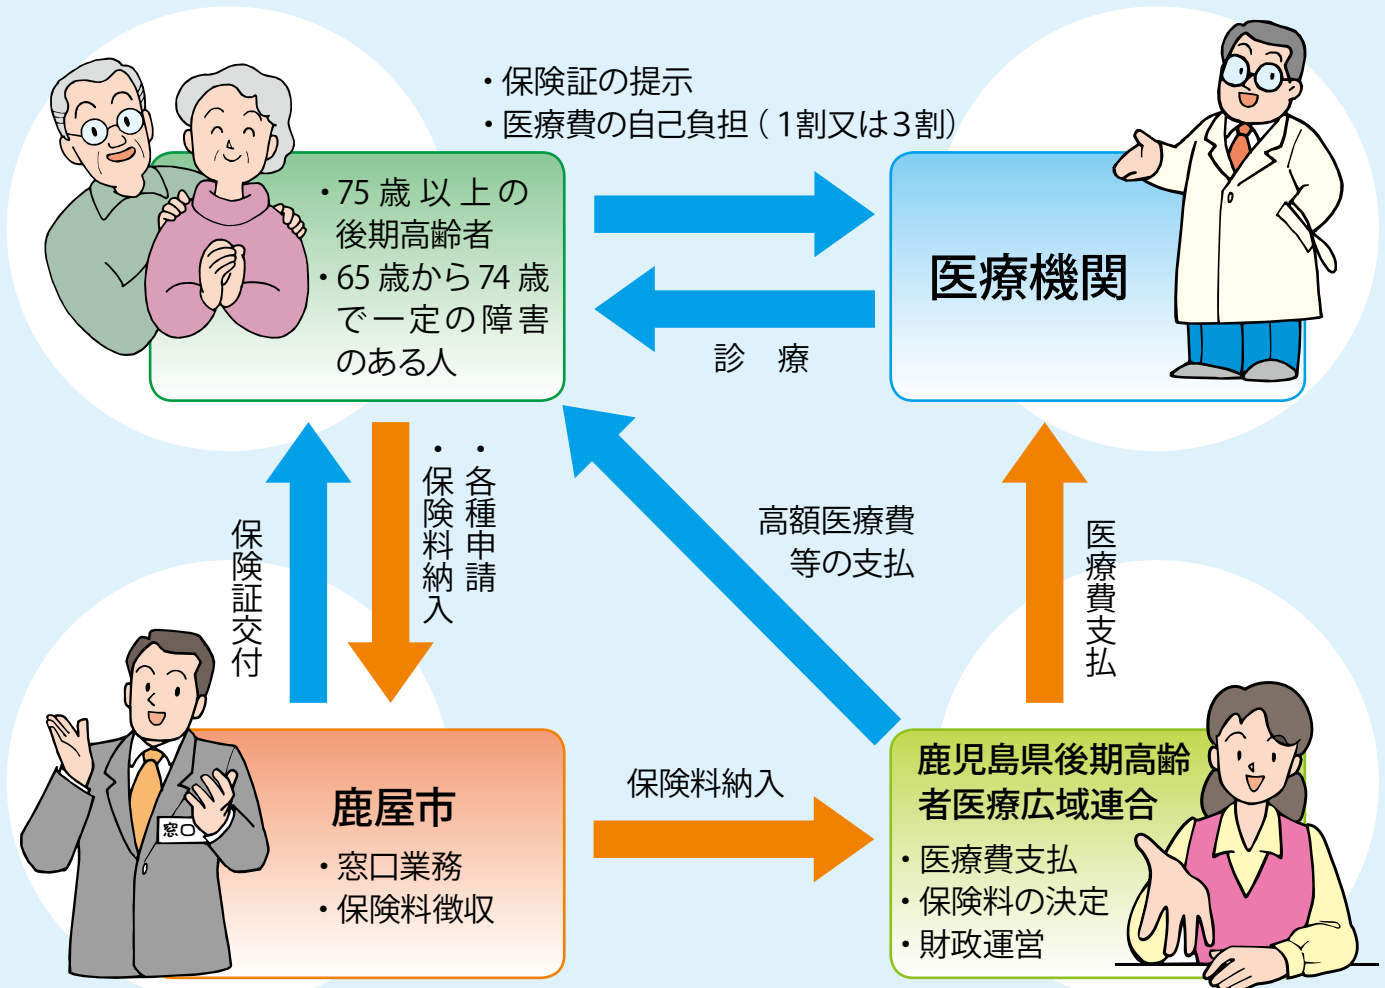 ・保険証の提示
・医療費の自己負担（１割又は３割）
・75歳以上の
後期高齢者
・65歳から74歳
で一定の障害
のある人
医療機関
診　療
・各種申請
・保険料納入
保険証交付
高額医療費
等の支払
医療費支払
鹿屋市
・窓口業務
・保険料徴収
窓口
保険料納入
鹿児島県後期高齢
者医療広域連合
・医療費支払
・保険料の決定
・財政運営